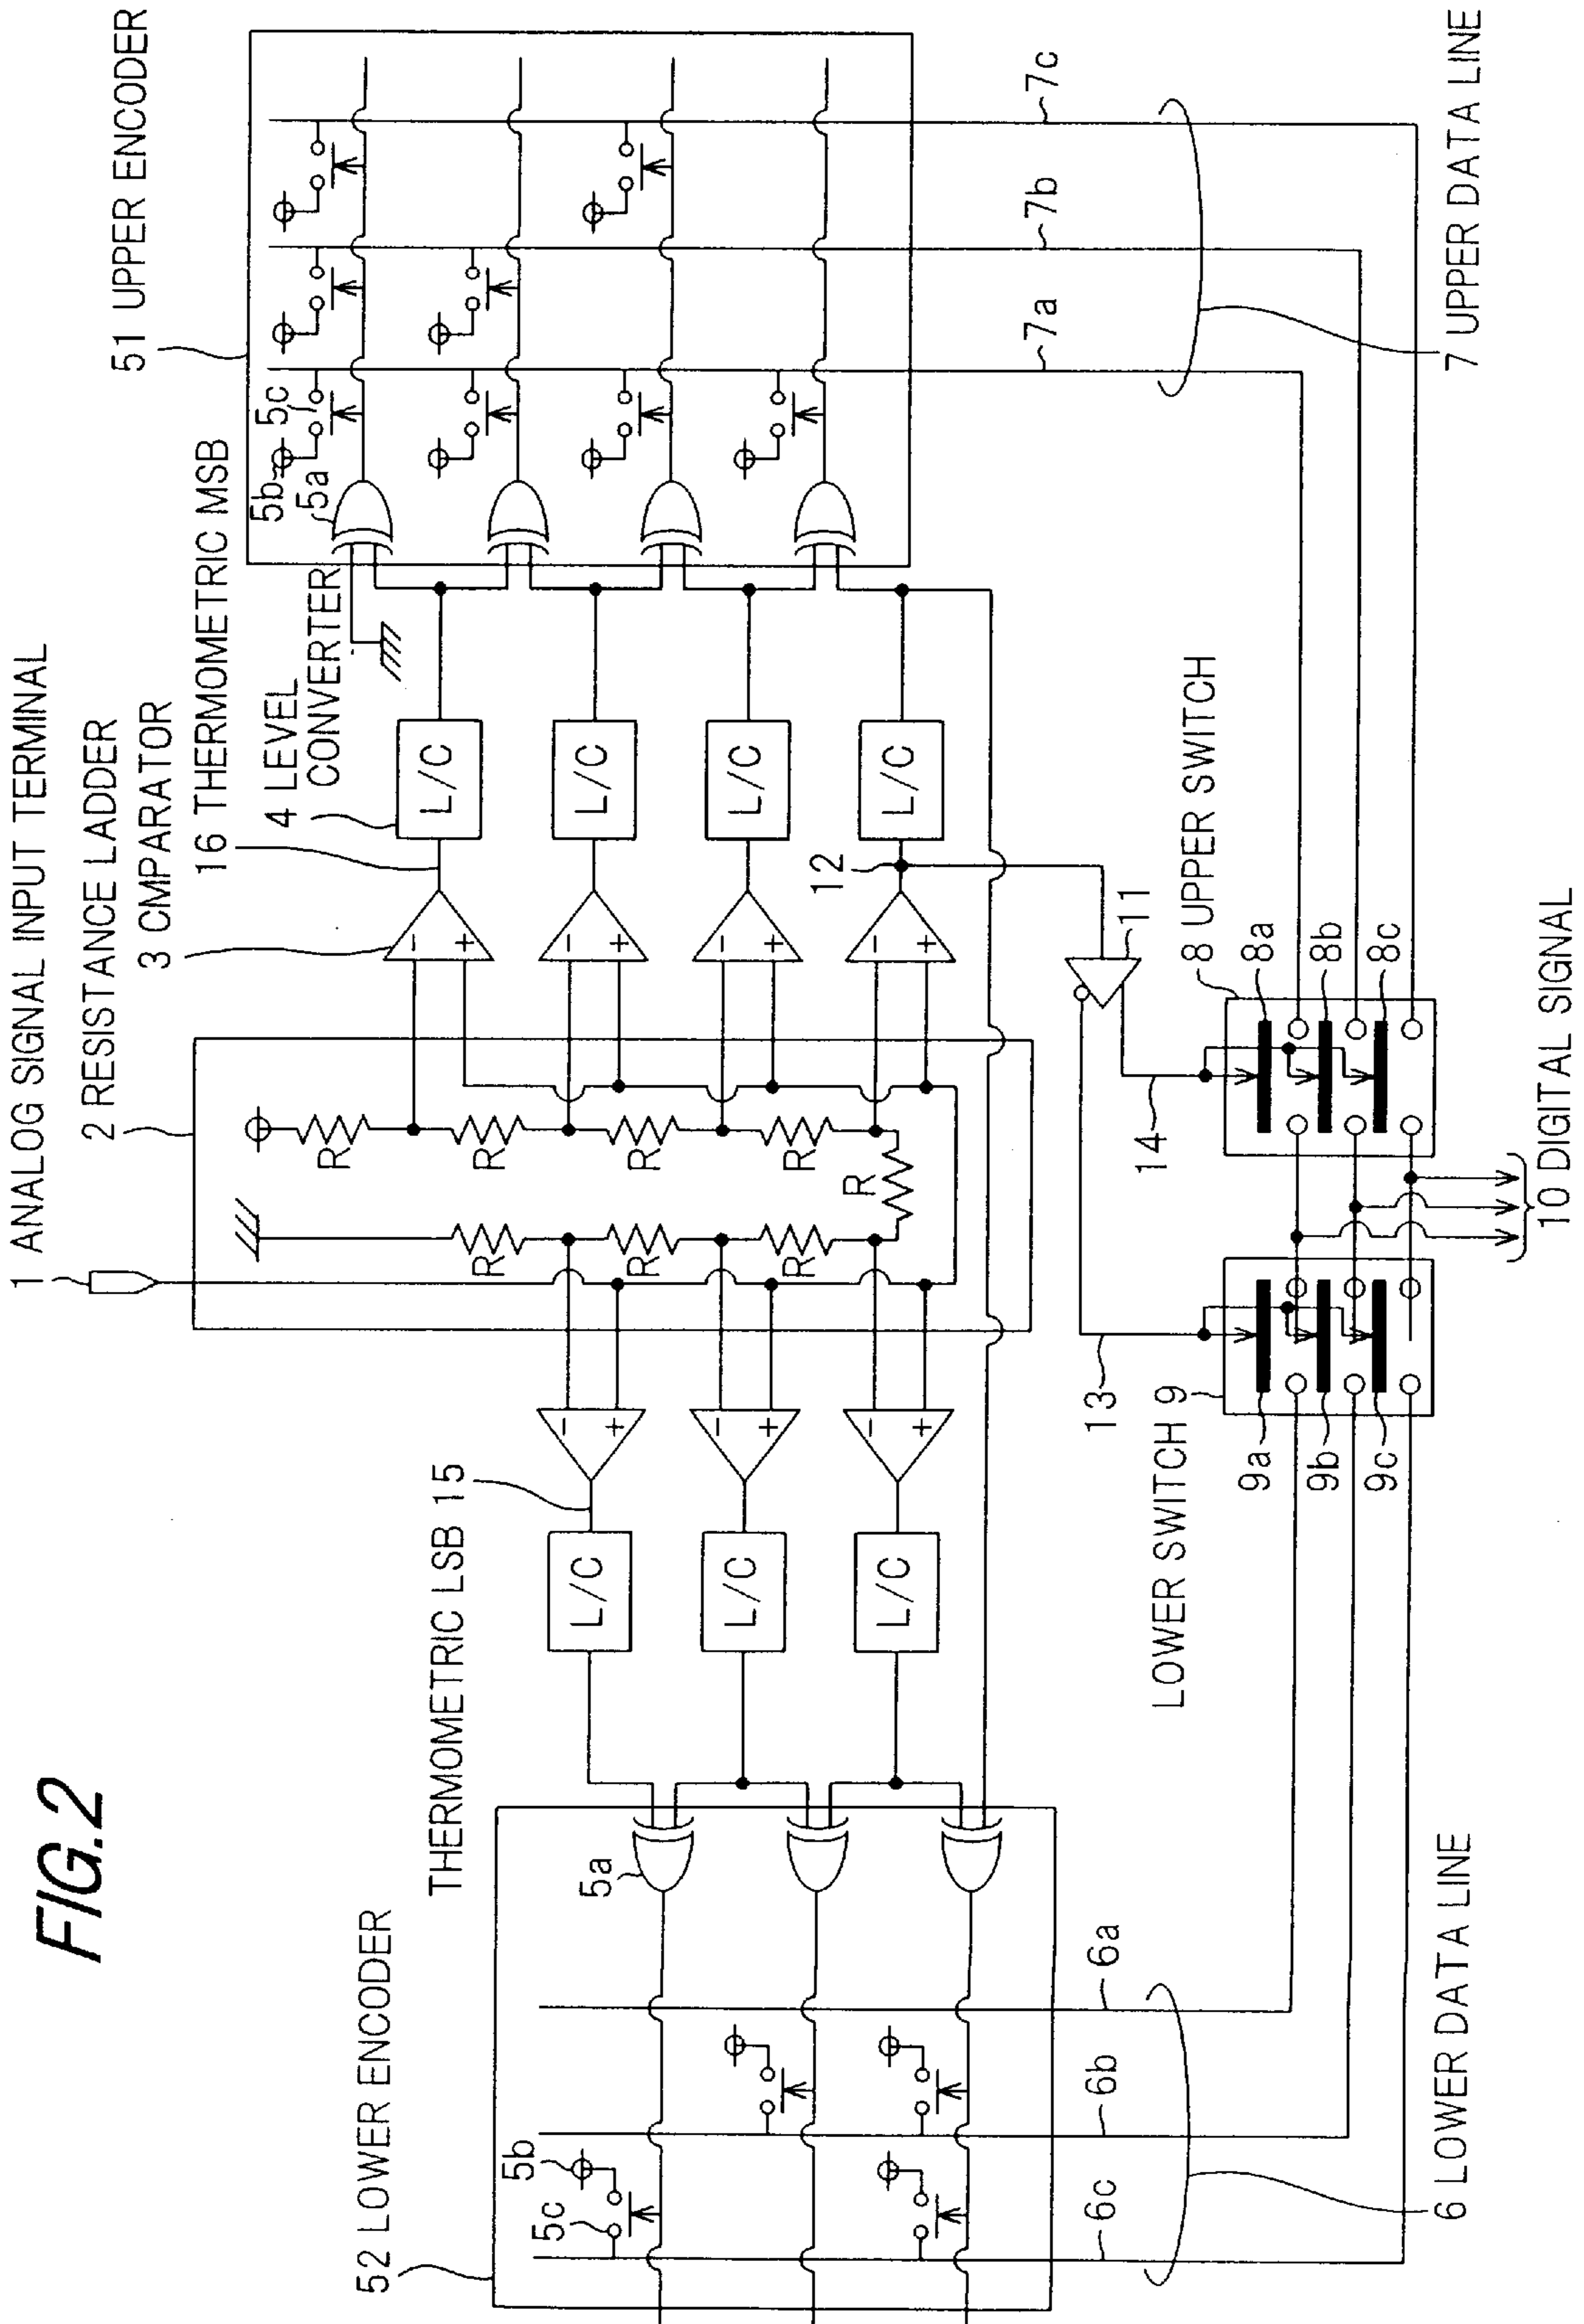 FIG.2
1 ANALOG SIGNAL INPUT TERMINAL
2 RESISTANCE LADDER
3 CMPARATOR
16 THERMOMETRIC MSB
4 LEVEL
CONVERTER
51 UPPER ENCODER
5b
5a
5c
THERMOMETRIC LSB 15
52 LOWER ENCODER
5a
5b
5c
R
R
R
R
R
R
R
R
-
+
-
+
-
+
-
+
-
+
-
+
-
+
L/C
L/C
L/C
L/C
L/C
L/C
L/C
12
11
13
14
6a
6b
6c
6 LOWER DATA LINE
7a
7b
7c
7 UPPER DATA LINE
LOWER SWITCH 9
9a
9b
9c
8 UPPER SWITCH
8a
8b
8c
10 DIGITAL SIGNAL